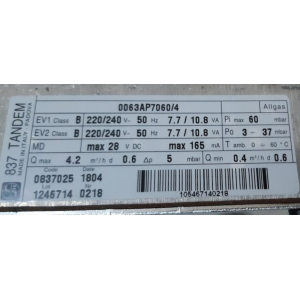 837 TANDEM
MADE IN ITALY - PADOVA
0063AP7060/4 Allgas
EV1 Class B 220/240 V~ 50 Hz 7.7 / 10.8 VA Pi max 60 mbar
EV2 Class B 220/240 V~ 50 Hz 7.7 / 10.8 VA Po 3 - 37 mbar
MD max 28 V DC max 165 mA T amb. 0 ÷ 60 °C
Q max 4.2 m³/h d 0.6 Δp 5 mbar Q min 0.4 m³/h d 0.6
Code Date
0837025 1804
Lot Nr
1246714 0218
105467140218